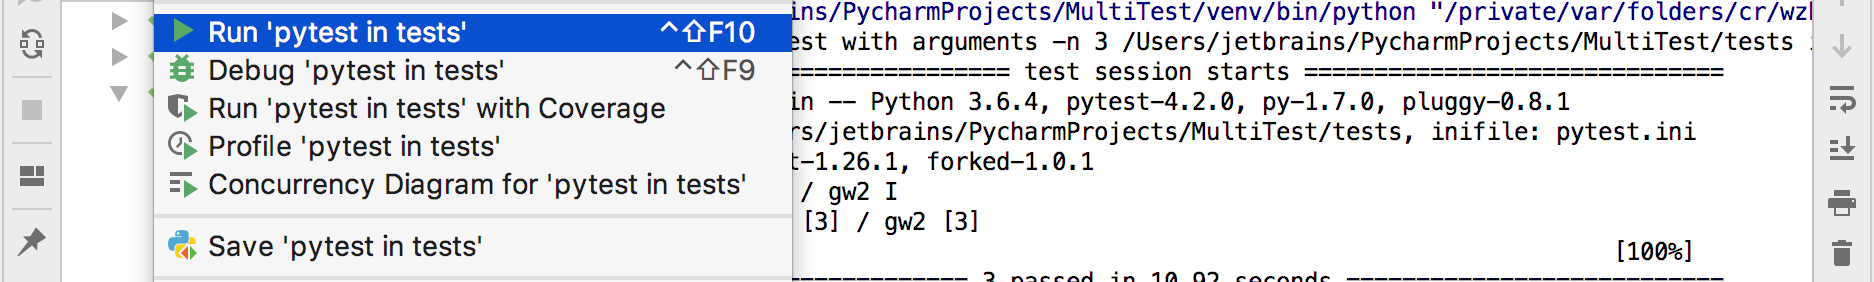 Run 'pytest in tests' ^⇧F10
Debug 'pytest in tests' ^⇧F9
Run 'pytest in tests' with Coverage
Profile 'pytest in tests'
Concurrency Diagram for 'pytest in tests'
Save 'pytest in tests'
ins/PycharmProjects/MultiTest/venv/bin/python "/private/var/folders/cr/wz
est with arguments -n 3 /Users/jetbrains/PycharmProjects/MultiTest/tests
================ test session starts ===============================
in -- Python 3.6.4, pytest-4.2.0, py-1.7.0, pluggy-0.8.1
rs/jetbrains/PycharmProjects/MultiTest/tests, inifile: pytest.ini
t-1.26.1, forked-1.0.1
/ gw2 I
[3] / gw2 [3]
[100%]
============= 3 passed in 10.92 seconds ============================